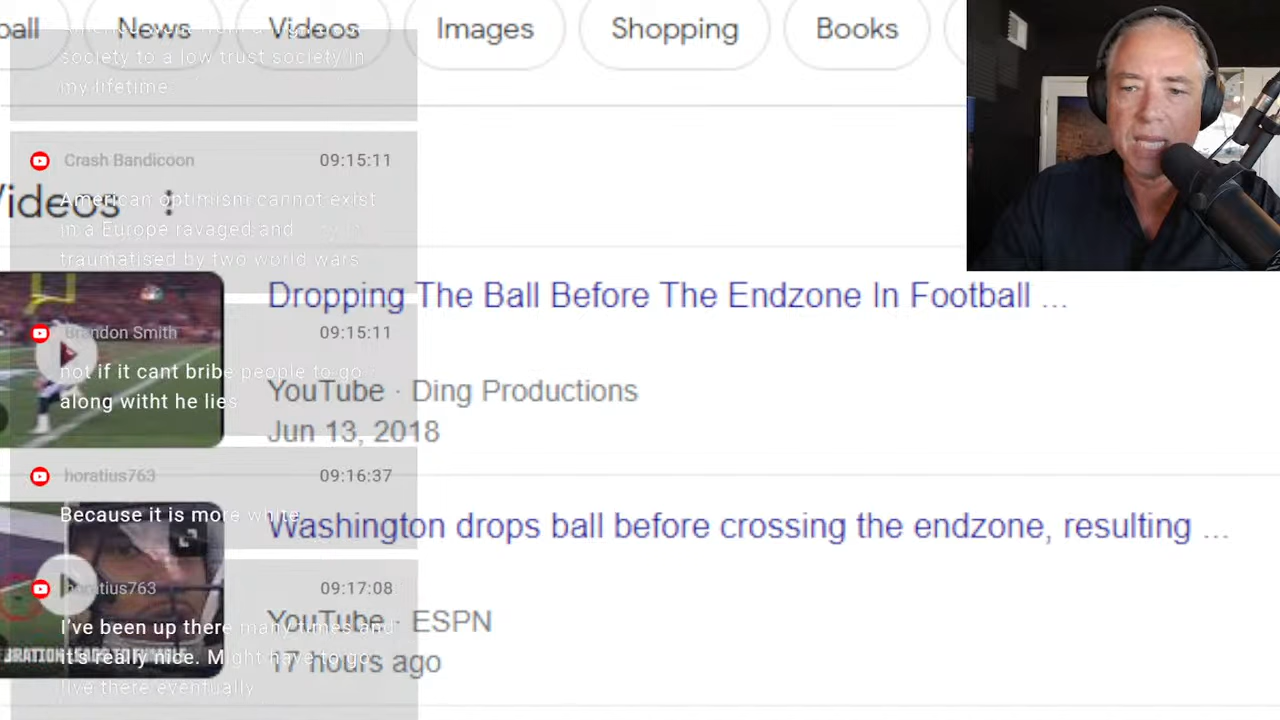 ball
News
Videos
Images
Shopping
Books
society to a low trust society in
my lifetime
Crash Bandicoon
09:15:11
American optimism cannot exist
in a Europe ravaged and
traumatised by two world wars
Videos
Dropping The Ball Before The Endzone In Football ...
Brandon Smith
09:15:11
not if it cant bribe people to go
along witht he lies
YouTube · Ding Productions
Jun 13, 2018
horatius763
09:16:37
Because it is more white
Washington drops ball before crossing the endzone, resulting ...
horatius763
09:17:08
I've been up there many times and
it's really nice. Might have to go
live there eventually
YouTube · ESPN
17 hours ago